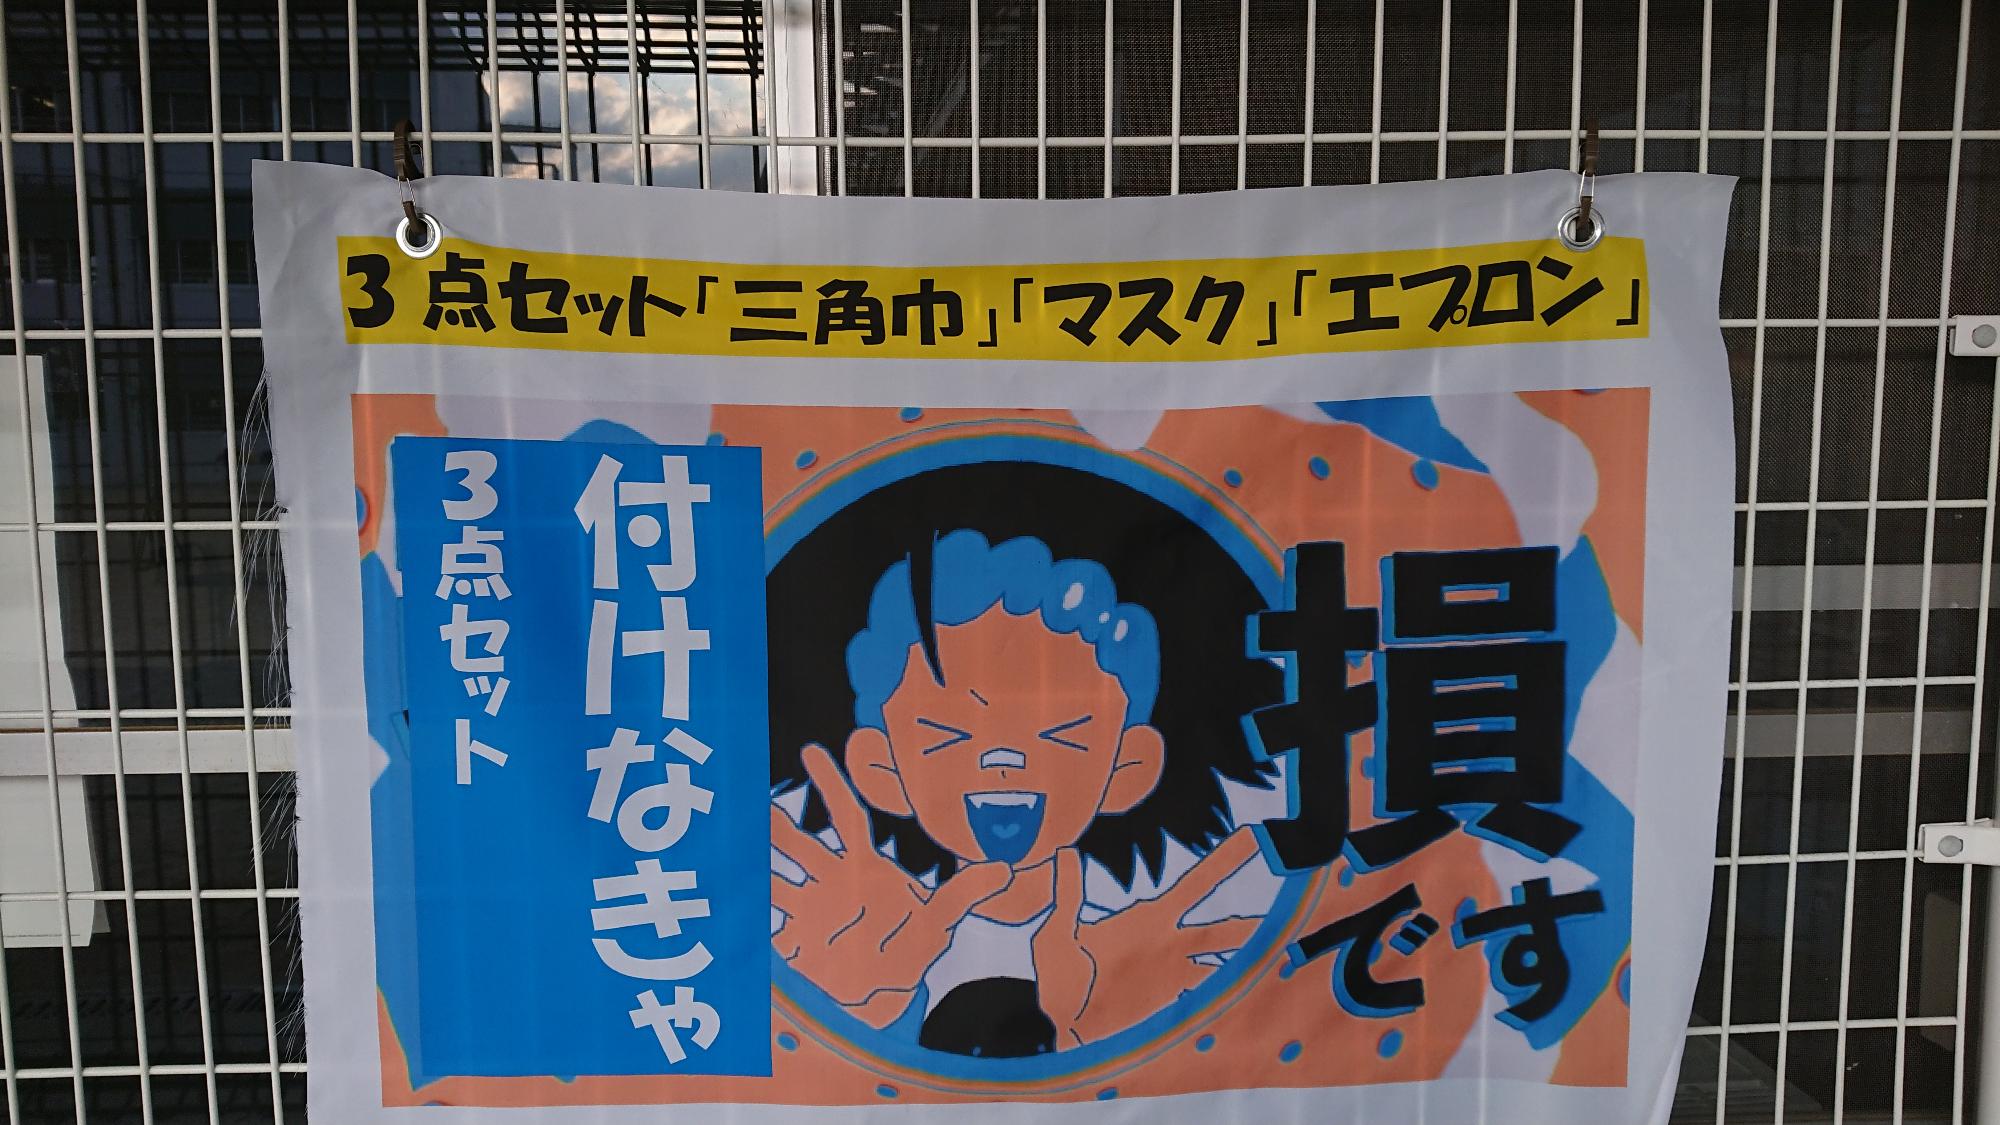 3点セット「三角巾」「マスク」「エプロン」
付けなきゃ
3点セット
損
です